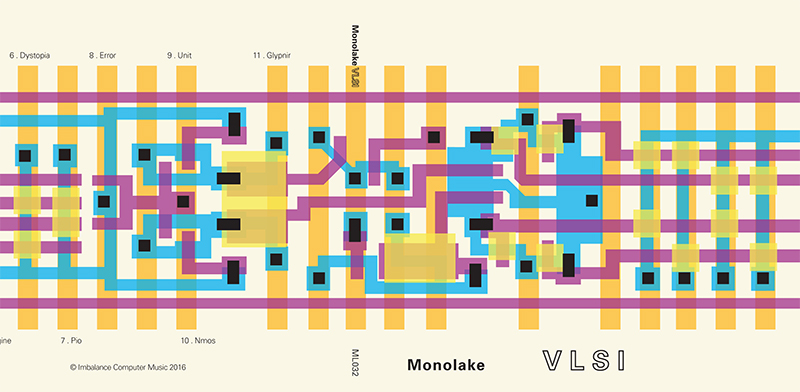 6 . Dystopia
8 . Error
9 . Unit
11 . Glypnir
Monolake VLSI
gine
7 . Pio
10 . Nmos
© Imbalance Computer Music 2016
ML032
Monolake
VLSI